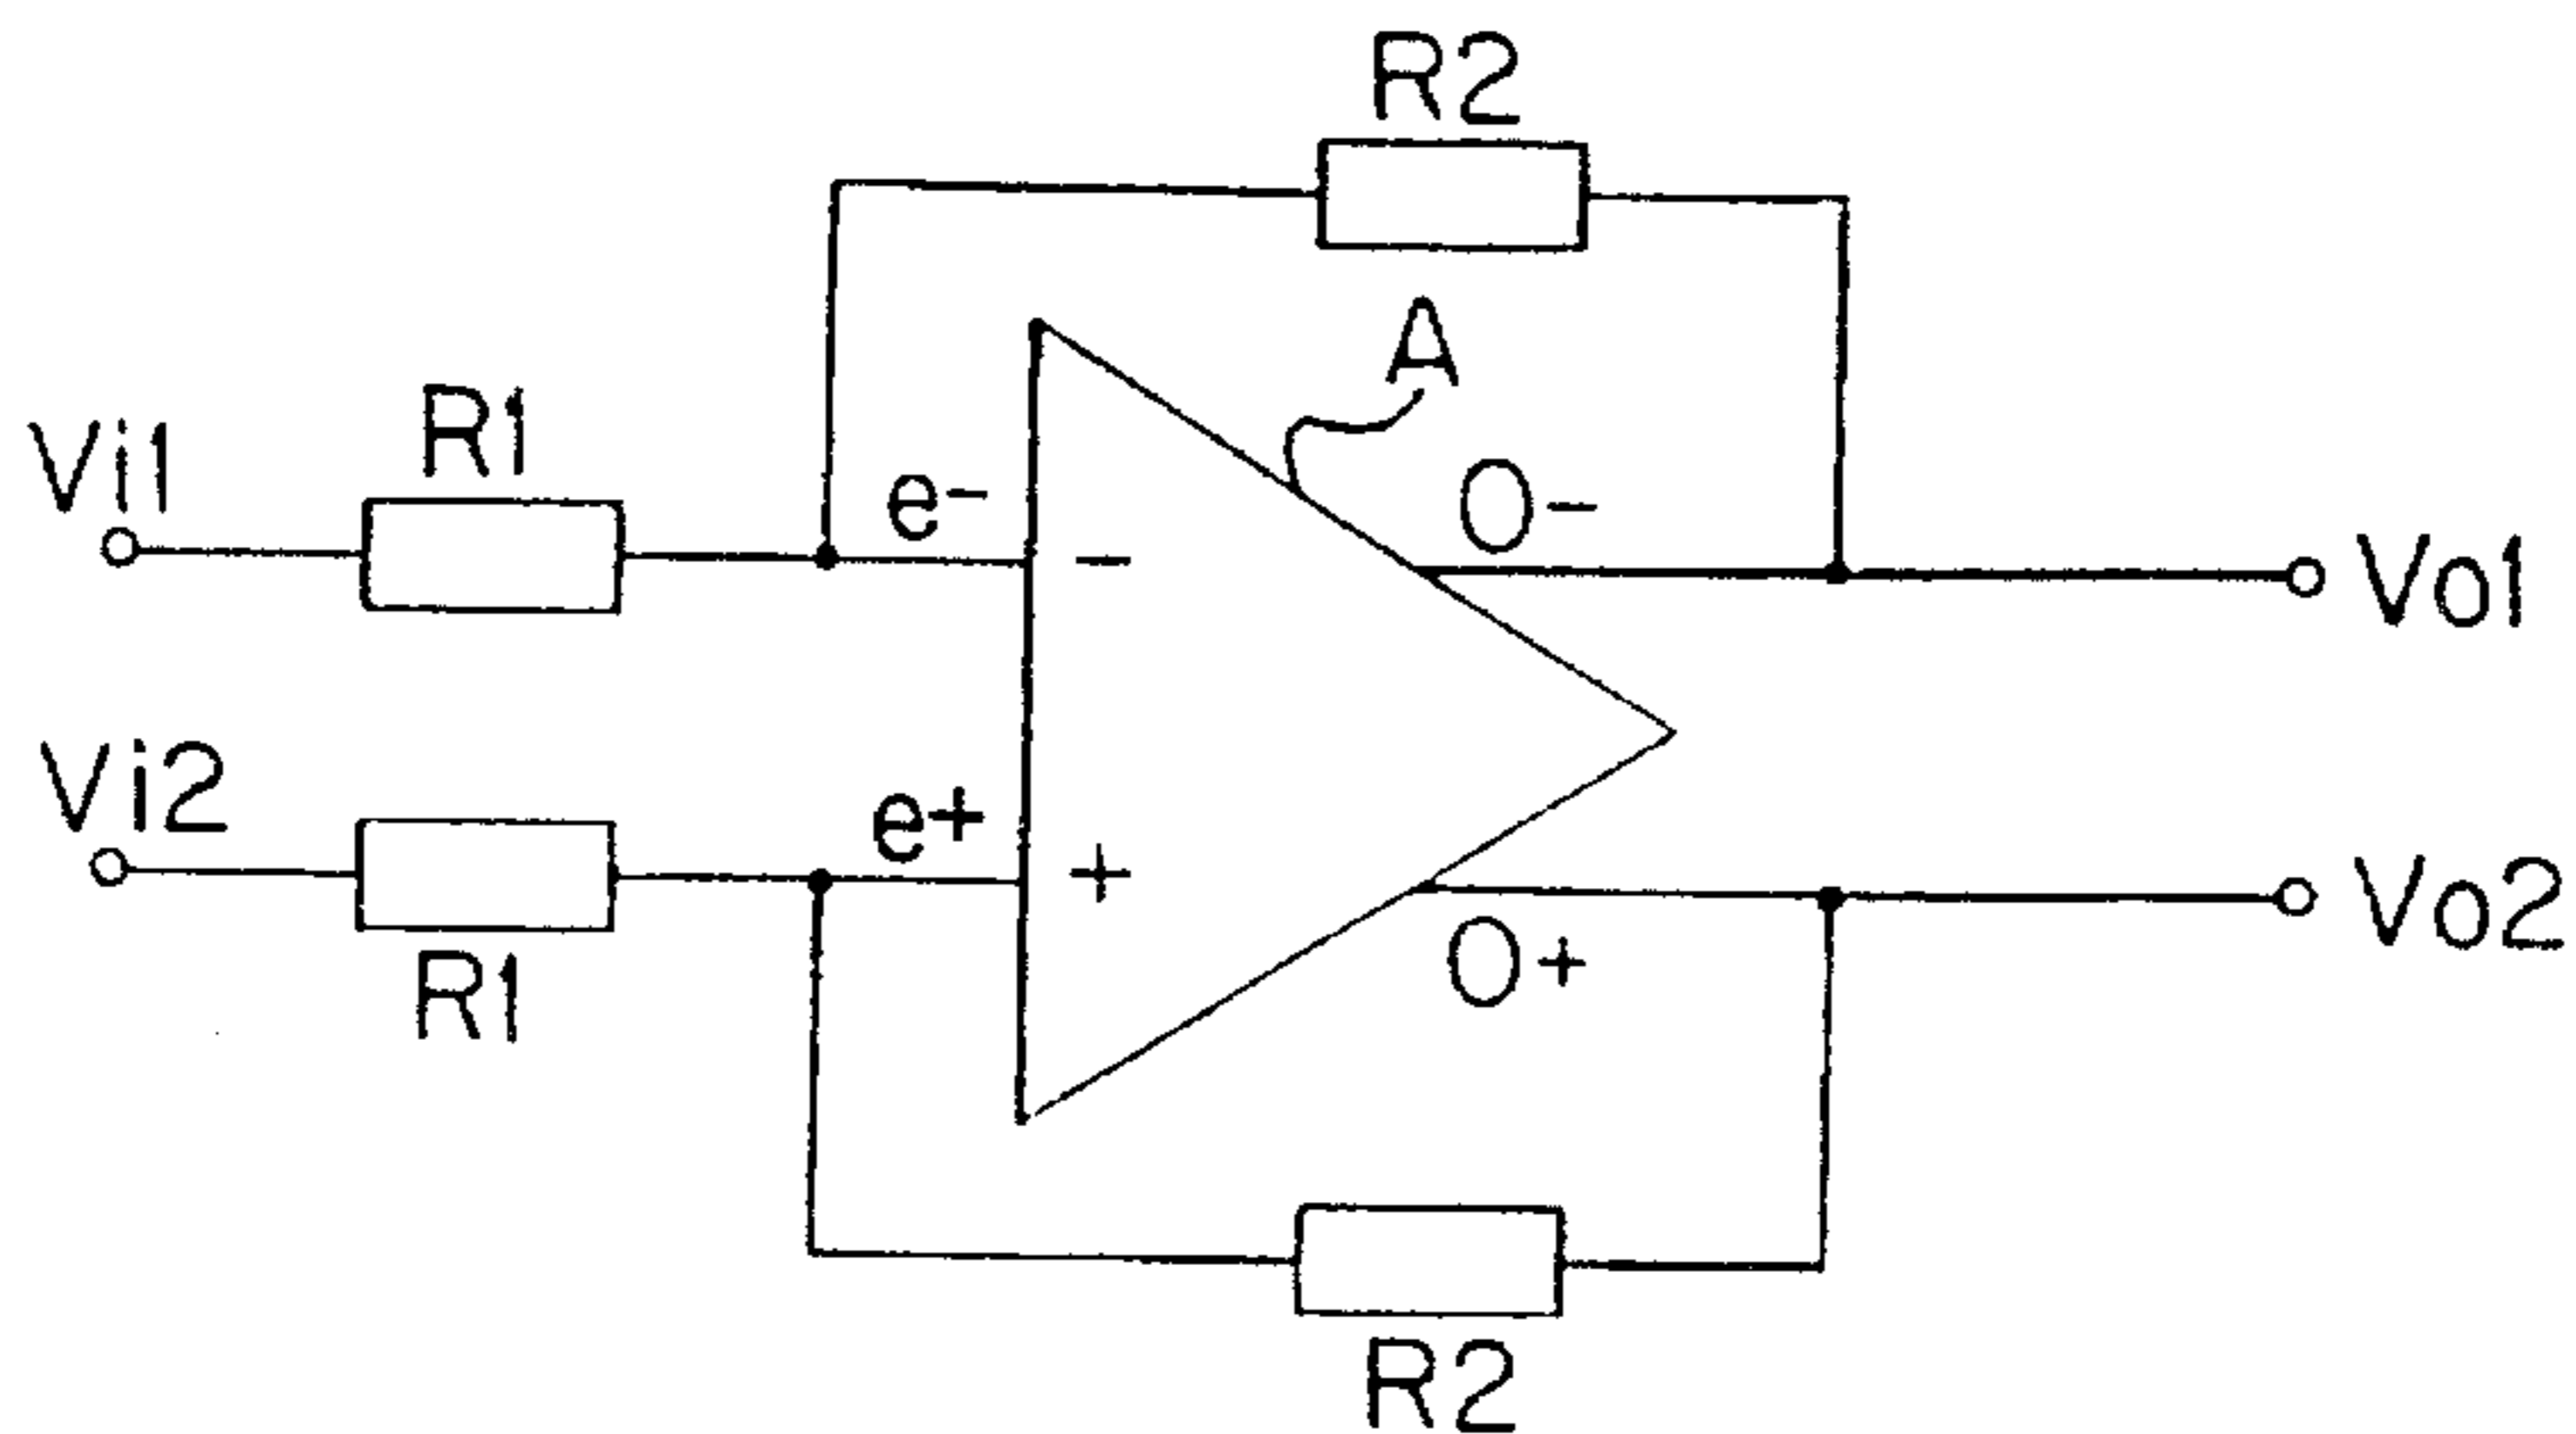 R2
A
Vi1
R1
e-
-
O-
Vo1
Vi2
e+
+
O+
Vo2
R1
R2